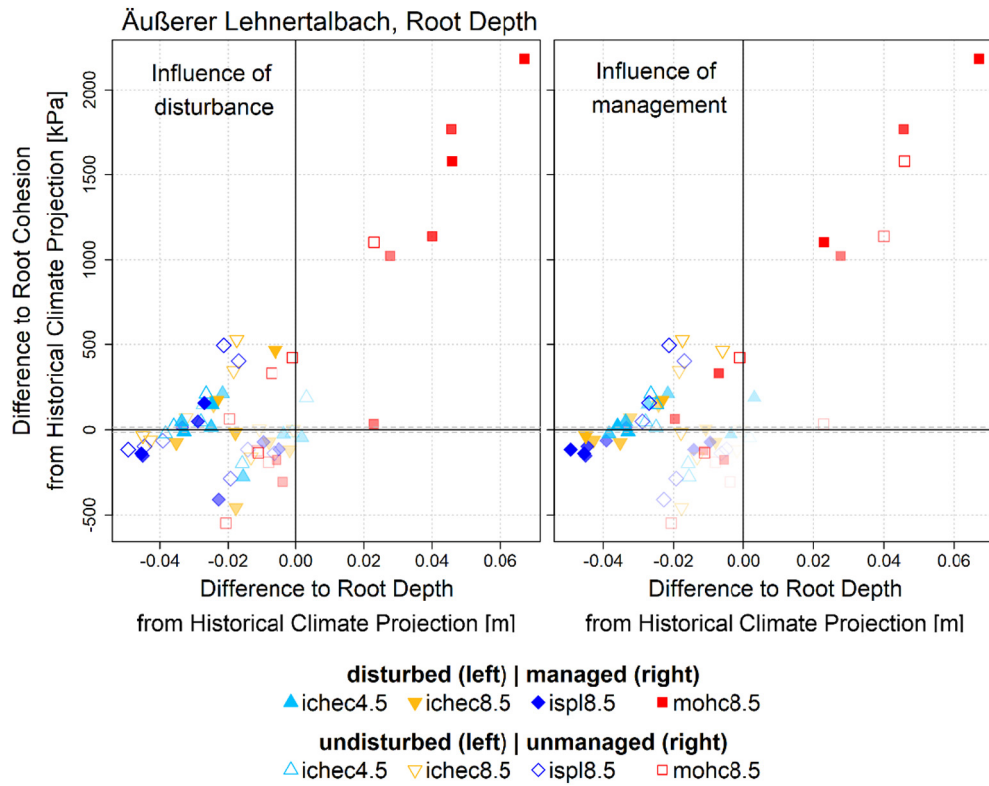 Äußerer Lehnertalbach, Root Depth
Difference to Root Cohesion
from Historical Climate Projection [kPa]
2000
1500
1000
500
0
-500
Influence of
disturbance
-0.04 -0.02 0.00 0.02 0.04 0.06
Difference to Root Depth
from Historical Climate Projection [m]
Influence of
management
-0.04 -0.02 0.00 0.02 0.04 0.06
Difference to Root Depth
from Historical Climate Projection [m]
disturbed (left) | managed (right)
ichec4.5 ichec8.5 ispl8.5 mohc8.5
undisturbed (left) | unmanaged (right)
ichec4.5 ichec8.5 ispl8.5 mohc8.5